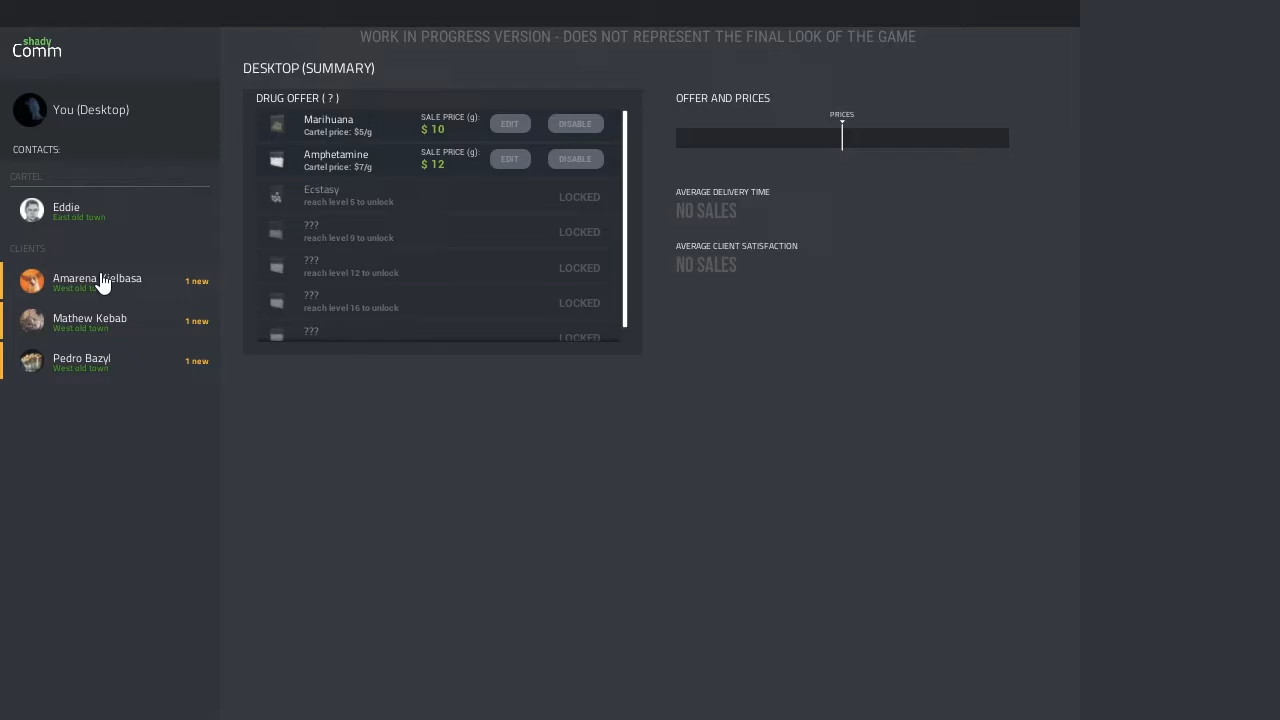 WORK IN PROGRESS VERSION - DOES NOT REPRESENT THE FINAL LOOK OF THE GAME
shady
Comm
You (Desktop)
CONTACTS:
CARTEL
Eddie
East old town
CLIENTS
Amarena Kielbasa
West old town
1 new
Mathew Kebab
West old town
1 new
Pedro Bazyl
West old town
1 new
DESKTOP (SUMMARY)
DRUG OFFER ( ? )
Marihuana
Cartel price: $5/g
SALE PRICE (g):
$ 10
EDIT
DISABLE
Amphetamine
Cartel price: $7/g
SALE PRICE (g):
$ 12
EDIT
DISABLE
Ecstasy
reach level 5 to unlock
LOCKED
???
reach level 9 to unlock
LOCKED
???
reach level 12 to unlock
LOCKED
???
reach level 16 to unlock
LOCKED
???
LOCKED
OFFER AND PRICES
PRICES
AVERAGE DELIVERY TIME
NO SALES
AVERAGE CLIENT SATISFACTION
NO SALES